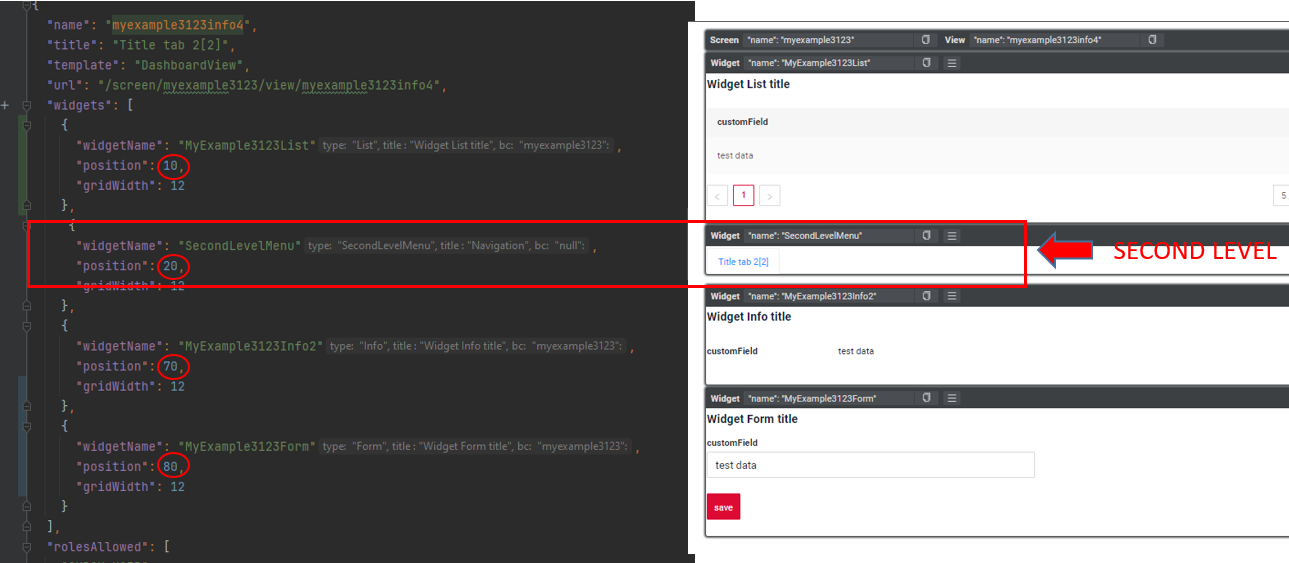 {
"name": "myexample3123info4",
"title": "Title tab 2[2]",
"template": "DashboardView",
"url": "/screen/myexample3123/view/myexample3123info4",
"widgets": [
{
"widgetName": "MyExample3123List" type: "List", title : "Widget List title", bc: "myexample3123": ,
"position": 10,
"gridWidth": 12
},
{
"widgetName": "SecondLevelMenu" type: "SecondLevelMenu", title : "Navigation", bc: "null": ,
"position": 20,
"gridWidth": 12
},
{
"widgetName": "MyExample3123Info2" type: "Info", title : "Widget Info title", bc: "myexample3123": ,
"position": 70,
"gridWidth": 12
},
{
"widgetName": "MyExample3123Form" type: "Form", title : "Widget Form title", bc: "myexample3123": ,
"position": 80,
"gridWidth": 12
}
],
"rolesAllowed": [
Screen "name": "myexample3123" View "name": "myexample3123info4"
Widget "name": "MyExample3123List"
Widget List title
customField
test data
< 1 > 5
Widget "name": "SecondLevelMenu"
Title tab 2[2]
SECOND LEVEL
Widget "name": "MyExample3123Info2"
Widget Info title
customField test data
Widget "name": "MyExample3123Form"
Widget Form title
customField
test data
save